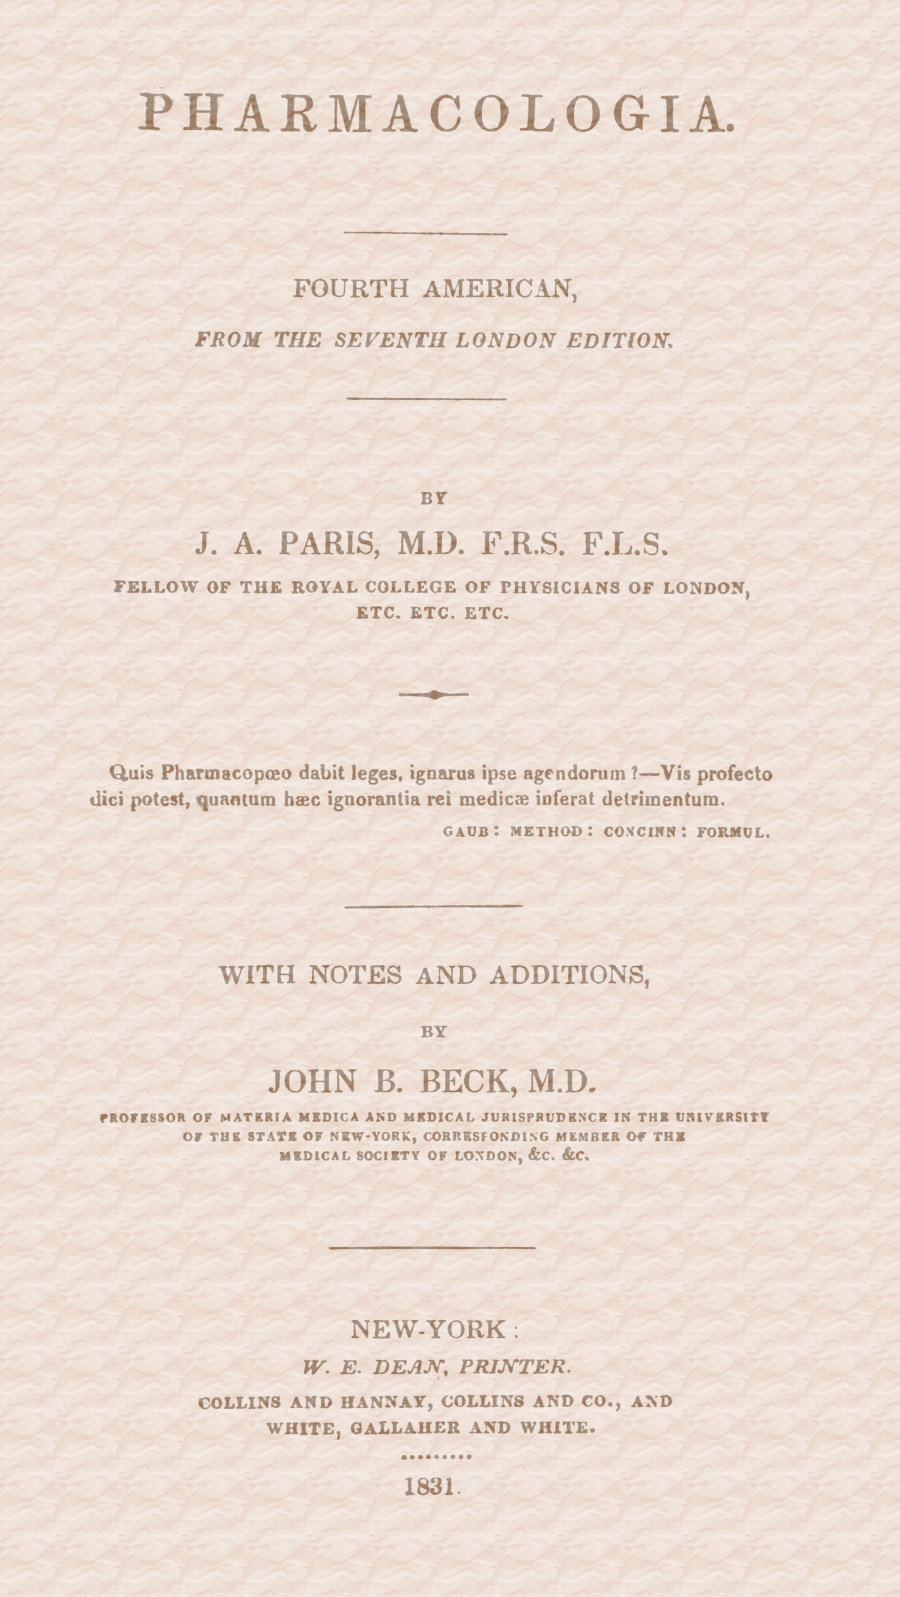 PHARMACOLOGIA.
FOURTH AMERICAN,
FROM THE SEVENTH LONDON EDITION.
BY
J. A. PARIS, M.D. F.R.S. F.L.S.
FELLOW OF THE ROYAL COLLEGE OF PHYSICIANS OF LONDON,
ETC. ETC. ETC.
Quis Pharmacopœo dabit leges, ignarus ipse agendorum ?—Vis profecto
dici potest, quantum hæc ignorantia rei medicæ inferat detrimentum.
GAUB: METHOD: CONCINN: FORMUL.
WITH NOTES AND ADDITIONS,
BY
JOHN B. BECK, M.D.
PROFESSOR OF MATERIA MEDICA AND MEDICAL JURISPRUDENCE IN THE UNIVERSITY
OF THE STATE OF NEW-YORK, CORRESPONDING MEMBER OF THE
MEDICAL SOCIETY OF LONDON, &C. &C.
NEW-YORK:
W. E. DEAN, PRINTER.
COLLINS AND HANNAY, COLLINS AND CO., AND
WHITE, GALLAHER AND WHITE.
1831.